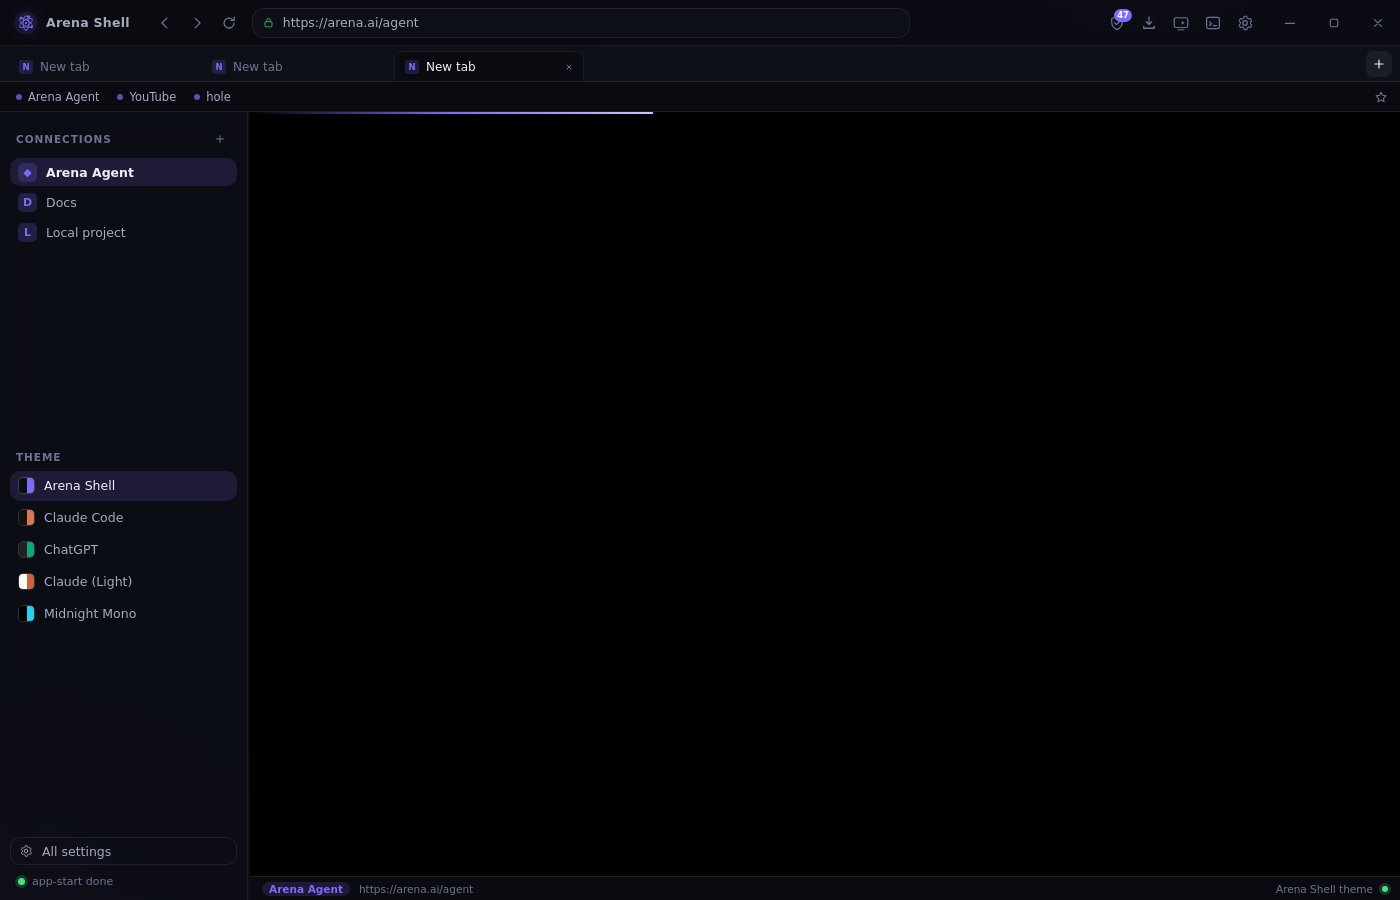 Arena Shell
https://arena.ai/agent
47
N New tab
N New tab
N New tab
Arena Agent
YouTube
hole
CONNECTIONS
Arena Agent
D Docs
L Local project
THEME
Arena Shell
Claude Code
ChatGPT
Claude (Light)
Midnight Mono
All settings
app-start done
Arena Agent https://arena.ai/agent
Arena Shell theme